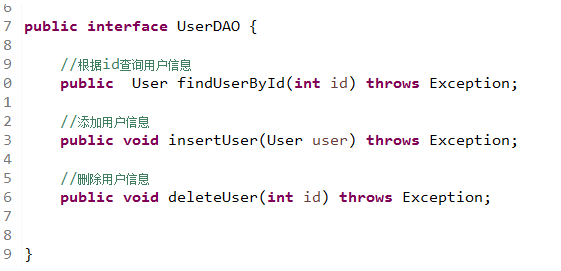 6
7 public interface UserDAO {
8
9 //根据id查询用户信息
0 public  User findUserById(int id) throws Exception;
1
2 //添加用户信息
3 public void insertUser(User user) throws Exception;
4
5 //删除用户信息
6 public void deleteUser(int id) throws Exception;
7
8
9 }